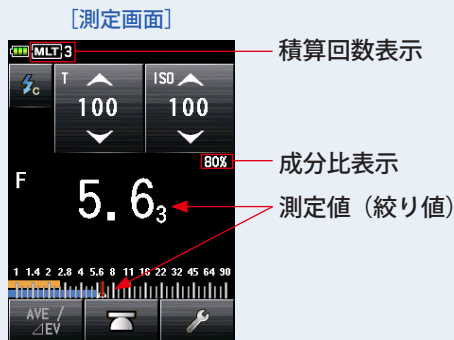 [測定画面]
MLT 3
積算回数表示
C T ISO
100 100
80%
成分比表示
F 5.6 3
測定値（絞り値）
1 1.4 2 2.8 4 5.6 8 11 16 22 32 45 64 90
AVE /
⊿EV